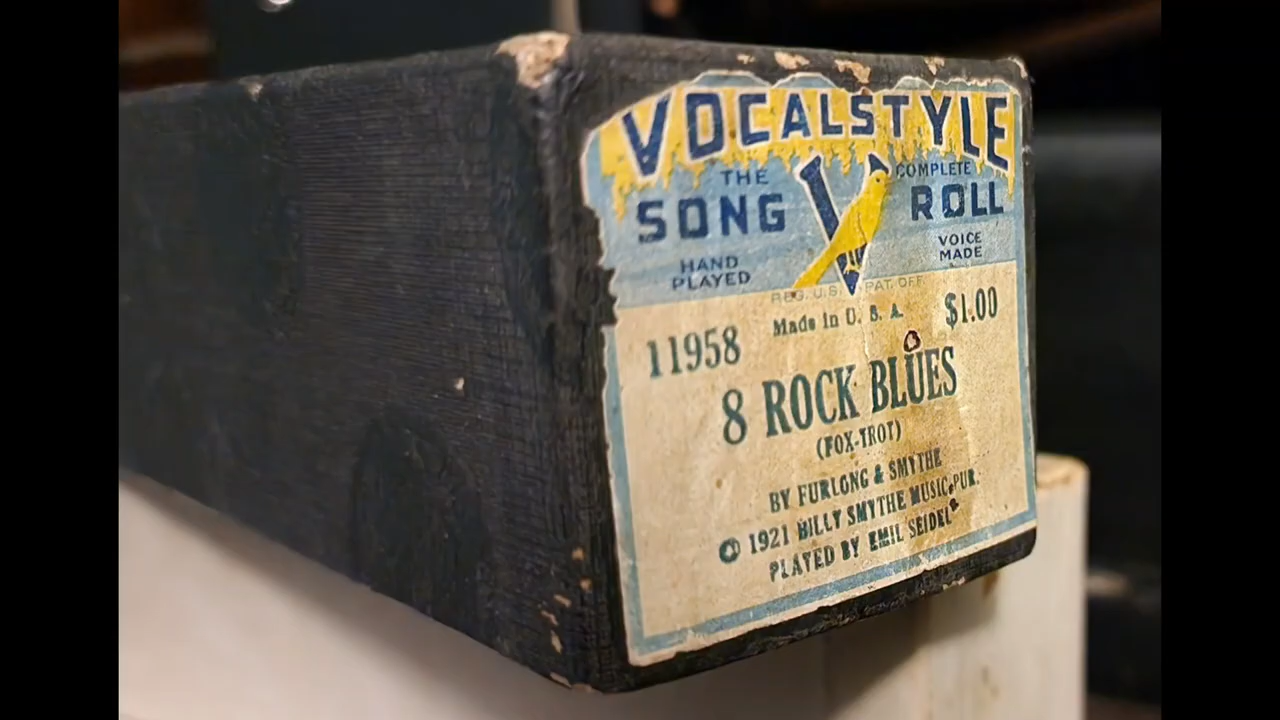 VOCALSTYLE
THE COMPLETE
SONG V ROLL
HAND PLAYED
VOICE MADE
REG. U.S. PAT. OFF.
11958 Made in U. S. A. $1.00
8 ROCK BLUES
(FOX-TROT)
BY FURLONG & SMYTHE
© 1921 BILLY SMYTHE MUSIC PUR.
PLAYED BY EMIL SEIDEL